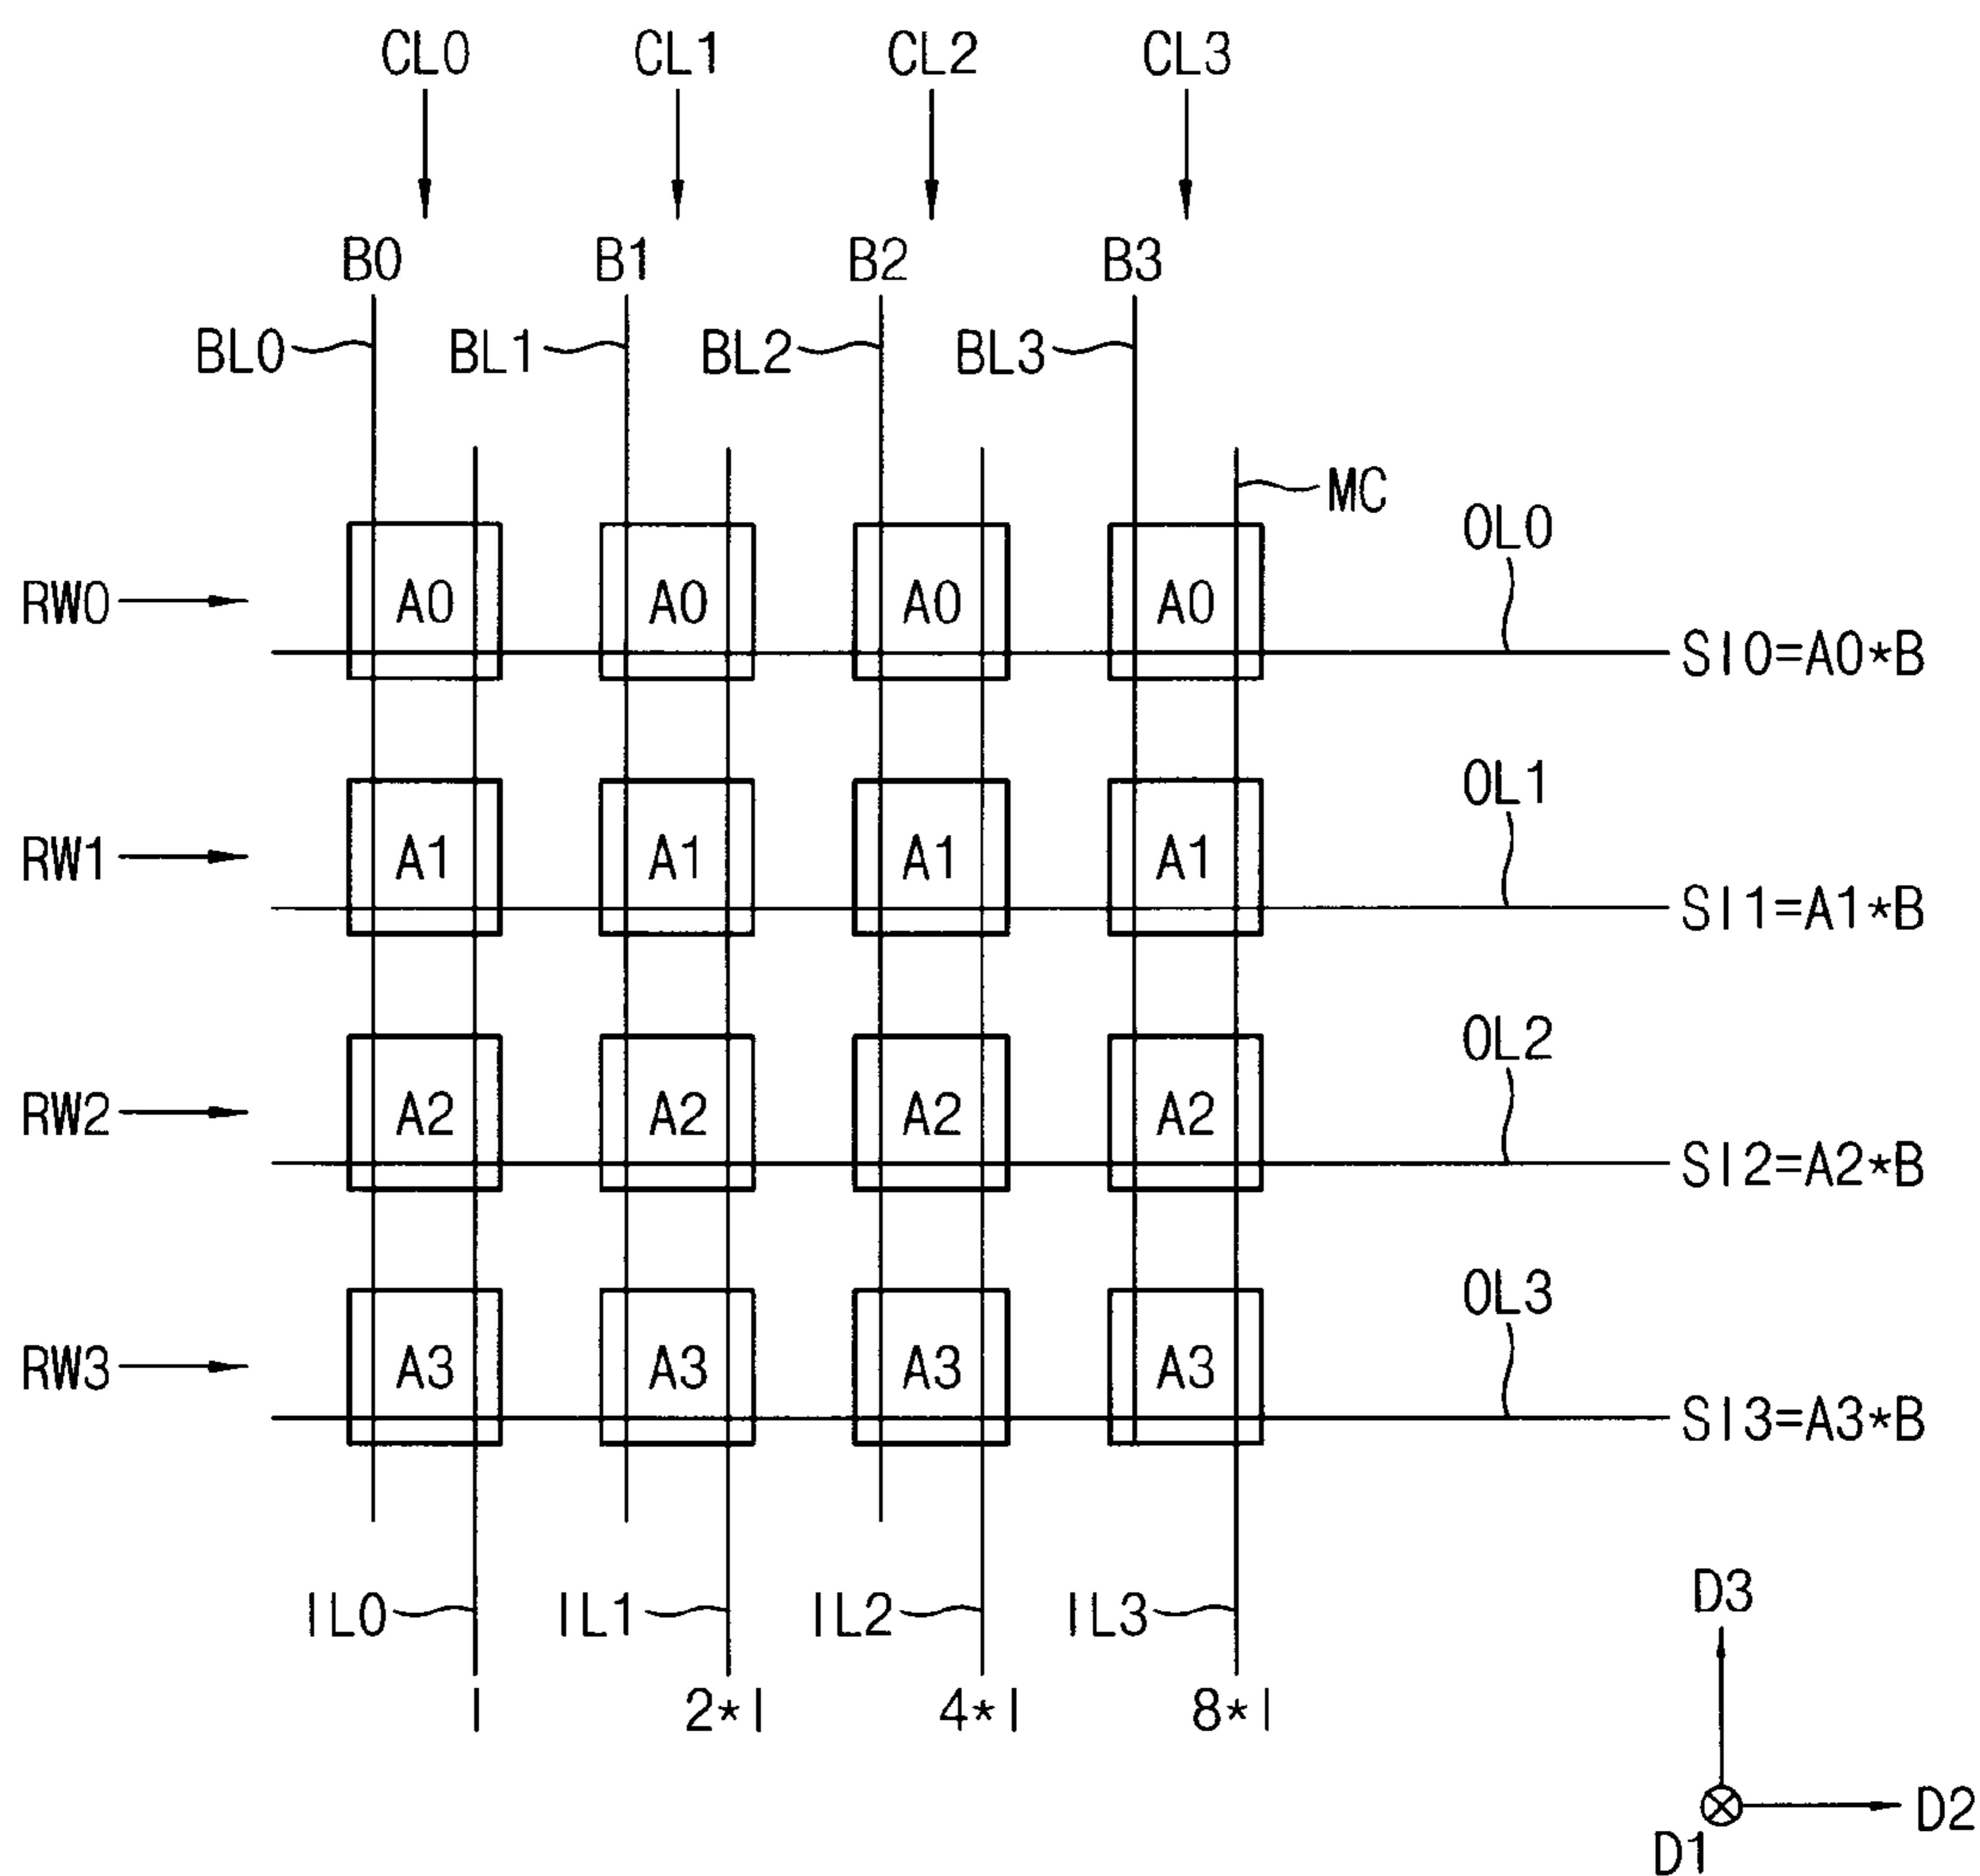 CL0 CL1 CL2 CL3
B0 B1 B2 B3
BL0 BL1 BL2 BL3
MC
OL0
RW0 A0 A0 A0 A0
SI0=A0*B
OL1
RW1 A1 A1 A1 A1
SI1=A1*B
OL2
RW2 A2 A2 A2 A2
SI2=A2*B
OL3
RW3 A3 A3 A3 A3
SI3=A3*B
IL0 IL1 IL2 IL3
I 2*I 4*I 8*I
D3
D2
D1